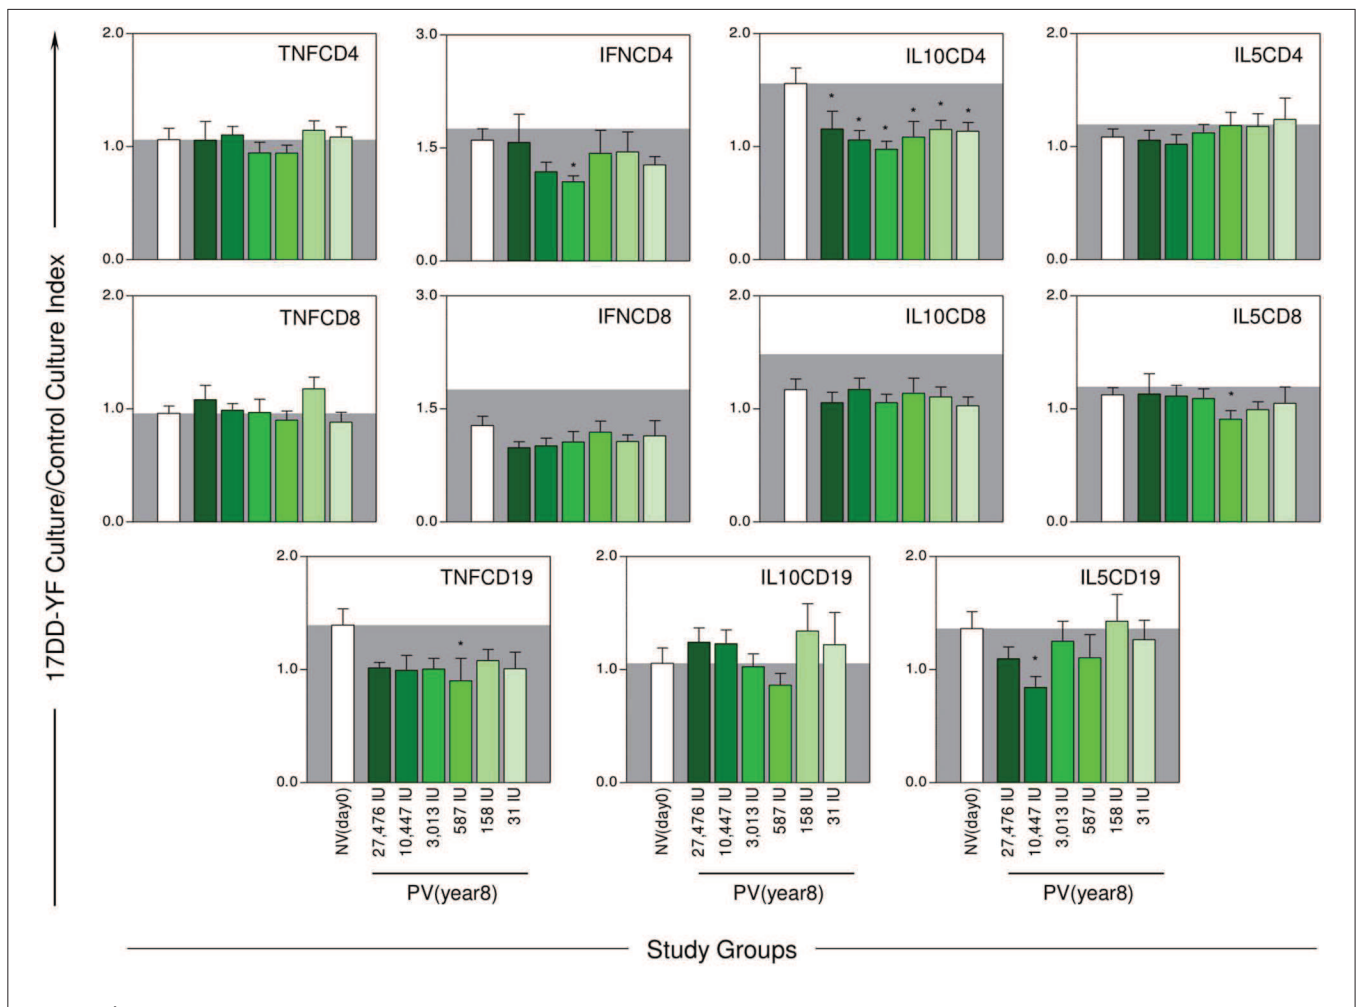 17DD-YF Culture/Control Culture Index
2.0
1.0
0.0
TNFCD4
3.0
1.5
0.0
IFNCD4
*
2.0
1.0
0.0
IL10CD4
* * * * * *
2.0
1.0
0.0
IL5CD4
2.0
1.0
0.0
TNFCD8
3.0
1.5
0.0
IFNCD8
2.0
1.0
0.0
IL10CD8
2.0
1.0
0.0
IL5CD8
*
2.0
1.0
0.0
TNFCD19
*
NV(day0)
27,476 IU
10,447 IU
3,013 IU
587 IU
158 IU
31 IU
PV(year8)
2.0
1.0
0.0
IL10CD19
NV(day0)
27,476 IU
10,447 IU
3,013 IU
587 IU
158 IU
31 IU
PV(year8)
2.0
1.0
0.0
IL5CD19
*
NV(day0)
27,476 IU
10,447 IU
3,013 IU
587 IU
158 IU
31 IU
PV(year8)
Study Groups